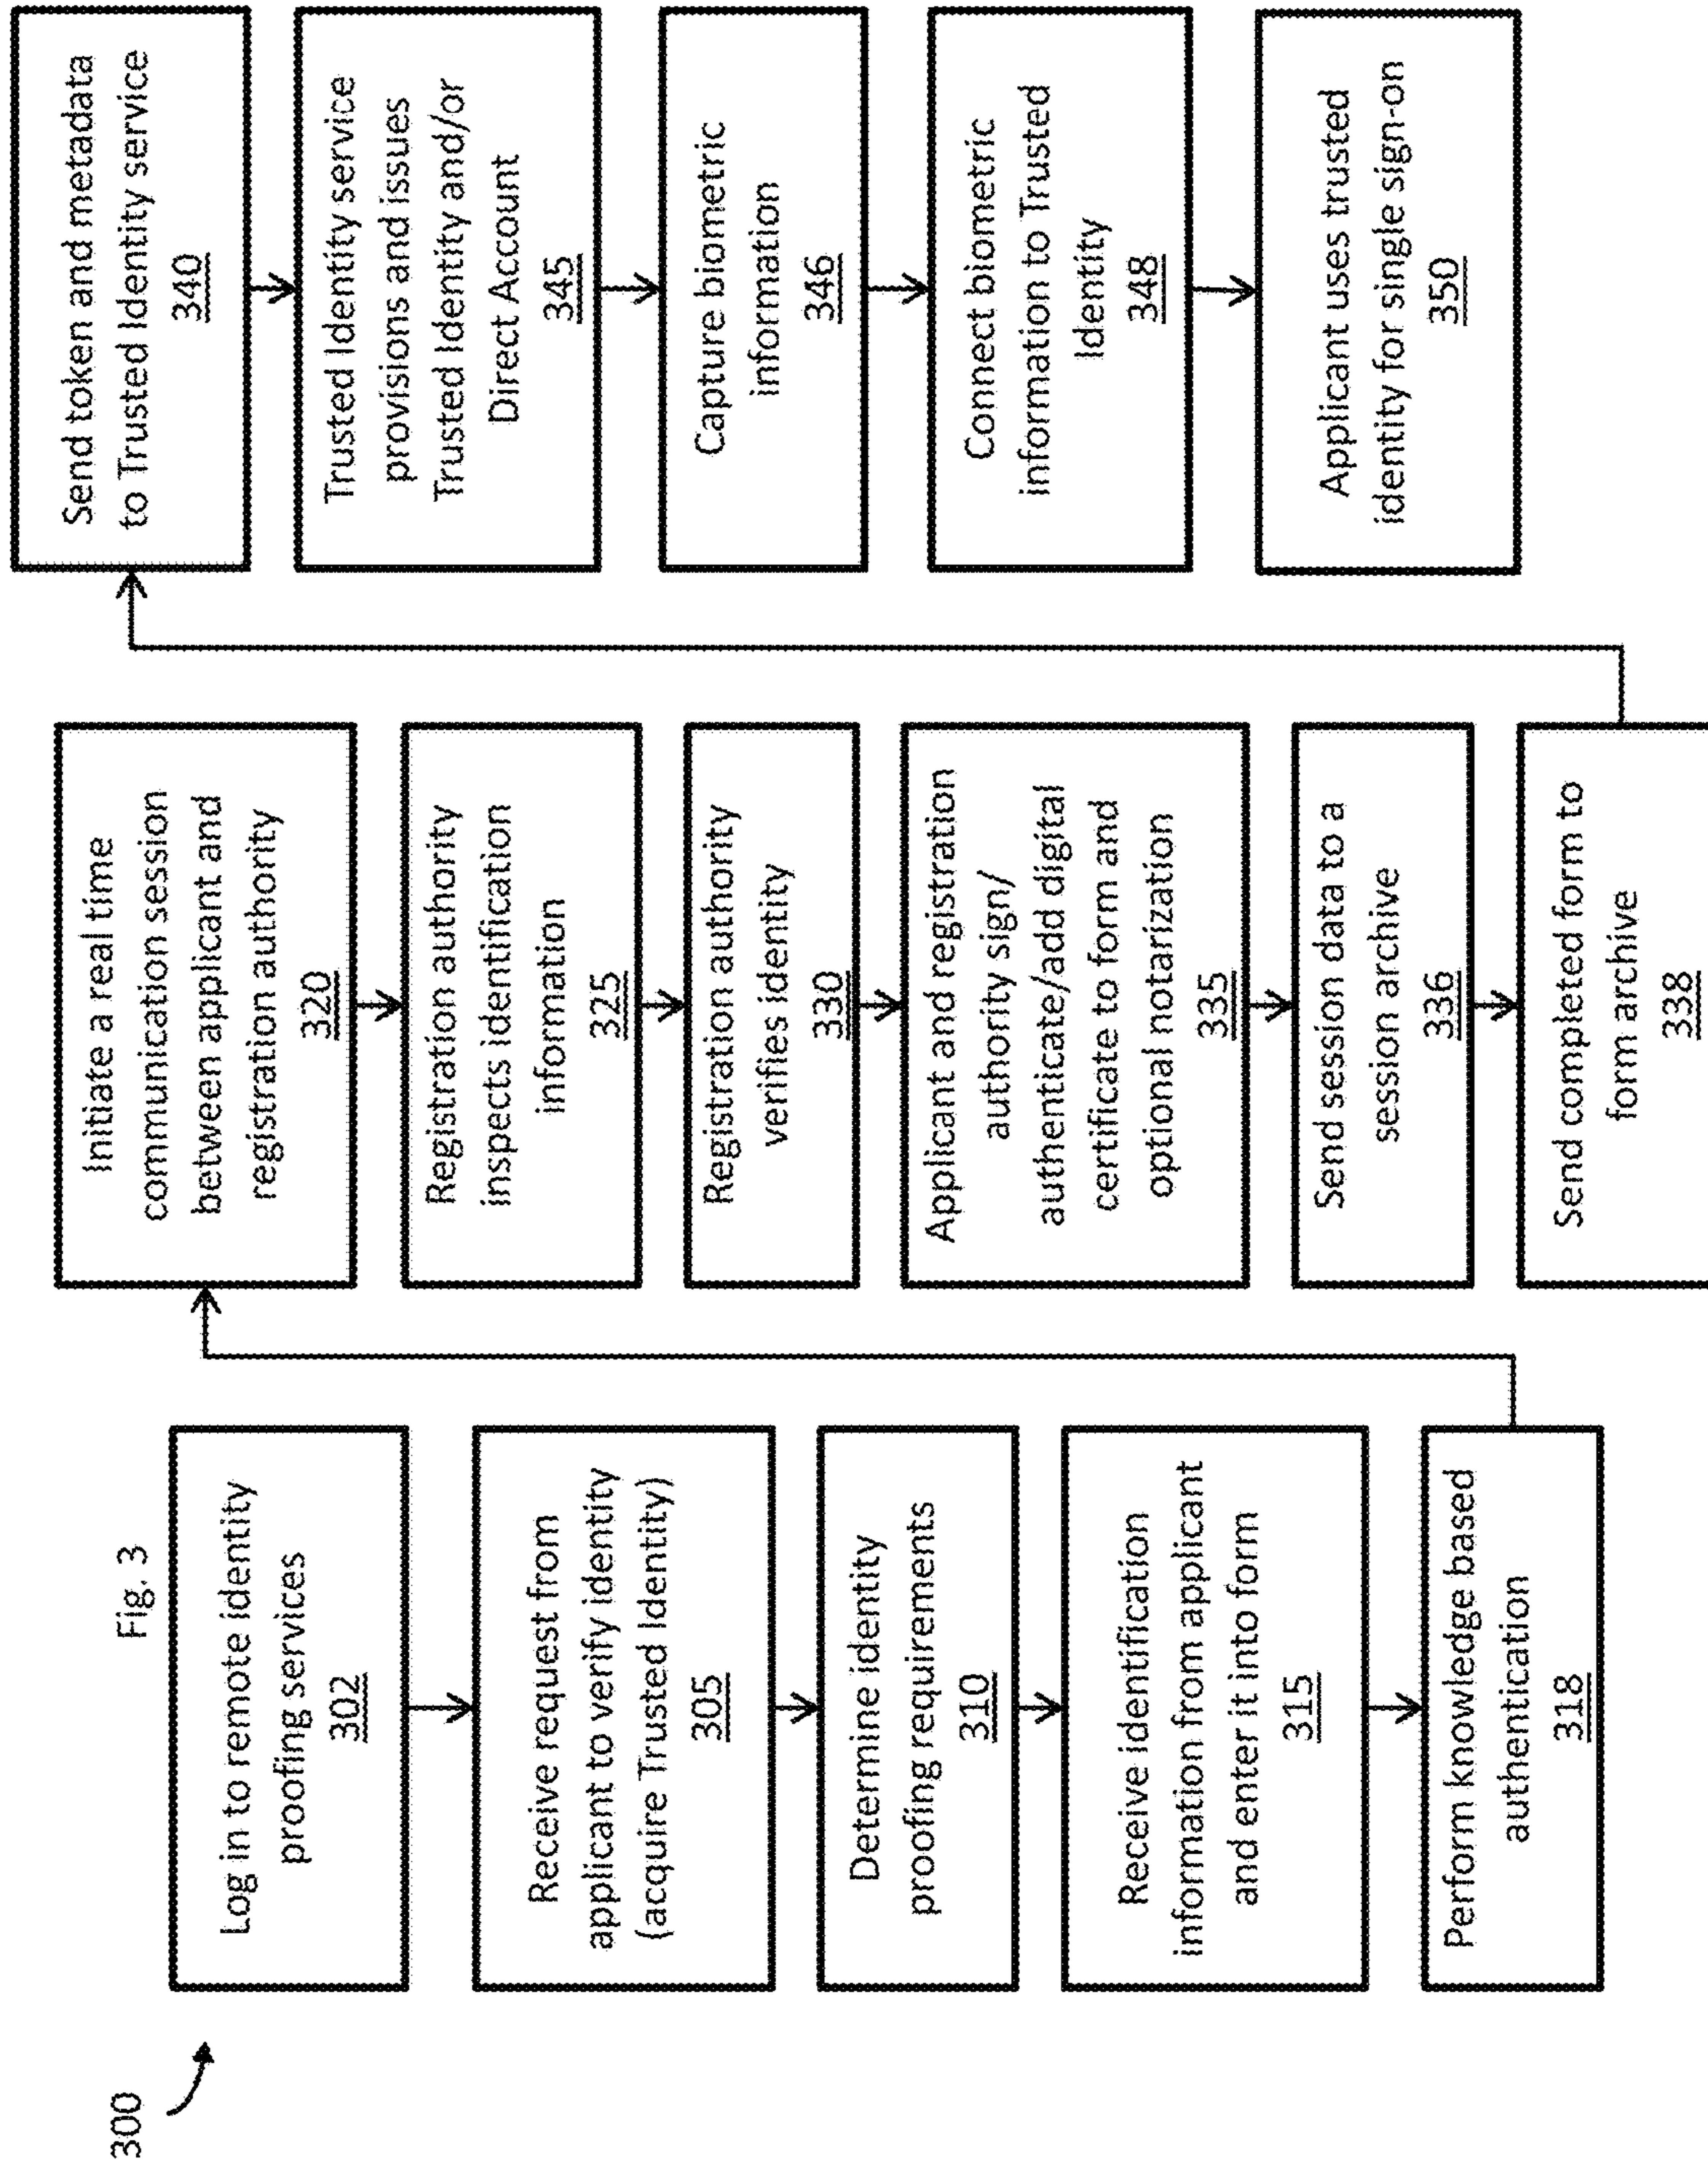 Fig. 3
300
Log in to remote identity
proofing services
302
Receive request from
applicant to verify identity
(acquire Trusted Identity)
305
Determine identity
proofing requirements
310
Receive identification
information from applicant
and enter it into form
315
Perform knowledge based
authentication
318
Initiate a real time
communication session
between applicant and
registration authority
320
Registration authority
inspects identification
information
325
Registration authority
verifies identity
330
Applicant and registration
authority sign/
authenticate/add digital
certificate to form and
optional notarization
335
Send session data to a
session archive
336
Send completed form to
form archive
338
Send token and metadata
to Trusted Identity service
340
Trusted Identity service
provisions and issues
Trusted Identity and/or
Direct Account
345
Capture biometric
information
346
Connect biometric
information to Trusted
Identity
348
Applicant uses trusted
identity for single sign-on
350